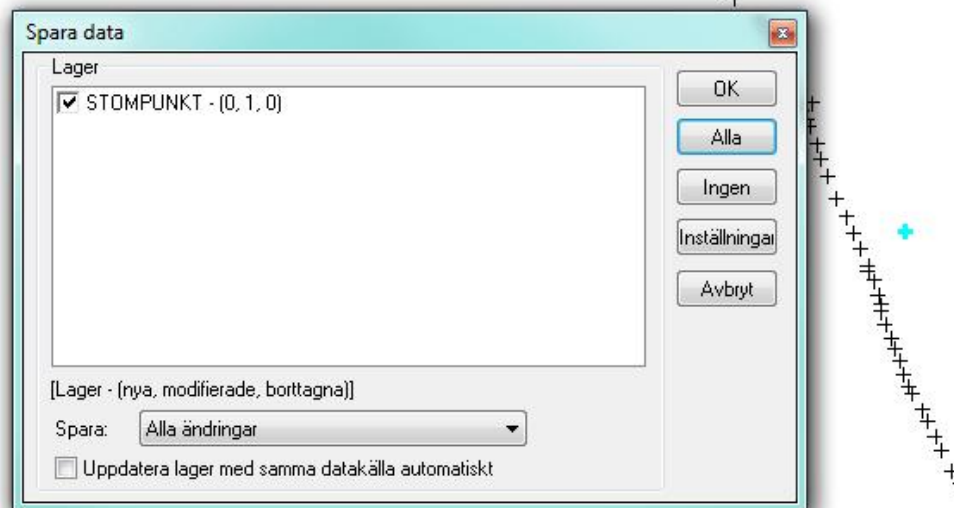 Spara data
Lager
STOMPUNKT - (0, 1, 0)
OK
Alla
Ingen
Inställningar
Avbryt
[Lager - (nya, modifierade, borttagna)]
Spara: Alla ändringar
Uppdatera lager med samma datakälla automatiskt